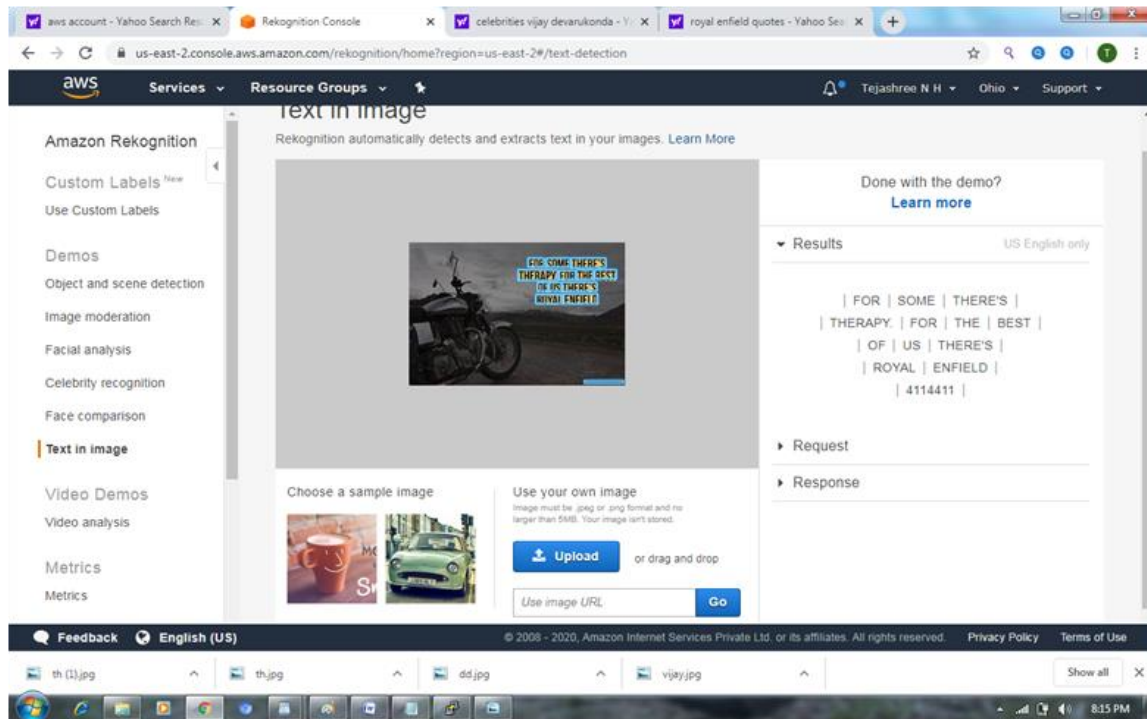 aws account - Yahoo Search Res
Rekognition Console
celebrities vijay devarukonda - Y
royal enfield quotes - Yahoo Sea
us-east-2.console.aws.amazon.com/rekognition/home?region=us-east-2#/text-detection
T
aws
Services
Resource Groups
Tejashree N H
Ohio
Support
Amazon Rekognition
Custom Labels New
Use Custom Labels
Demos
Object and scene detection
Image moderation
Facial analysis
Celebrity recognition
Face comparison
Text in image
Video Demos
Video analysis
Metrics
Metrics
Text in image
Rekognition automatically detects and extracts text in your images. Learn More
FOR SOME THERE'S
THERAPY. FOR THE BEST
OF US THERE'S
ROYAL ENFIELD
Choose a sample image
Use your own image
Image must be .jpeg or .png format and no
larger than 5MB. Your image isn't stored.
Upload
or drag and drop
Use image URL
Go
Done with the demo?
Learn more
Results
US English only
| FOR | SOME | THERE'S |
| THERAPY. | FOR | THE | BEST |
| OF | US | THERE'S |
| ROYAL | ENFIELD |
| 4114411 |
Request
Response
Feedback
English (US)
© 2008 - 2020, Amazon Internet Services Private Ltd. or its affiliates. All rights reserved.
Privacy Policy
Terms of Use
th (1).jpg
th.jpg
dd.jpg
vijay.jpg
Show all
8:15 PM